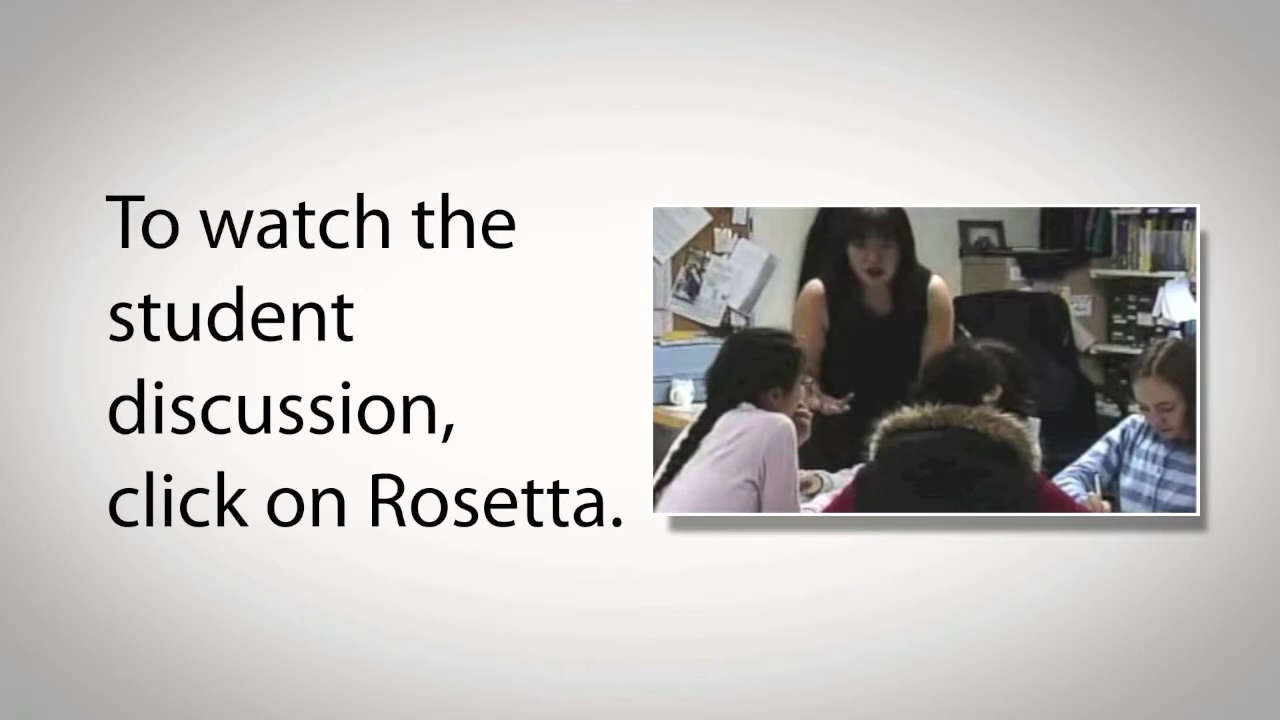 To watch the
student
discussion,
click on Rosetta.